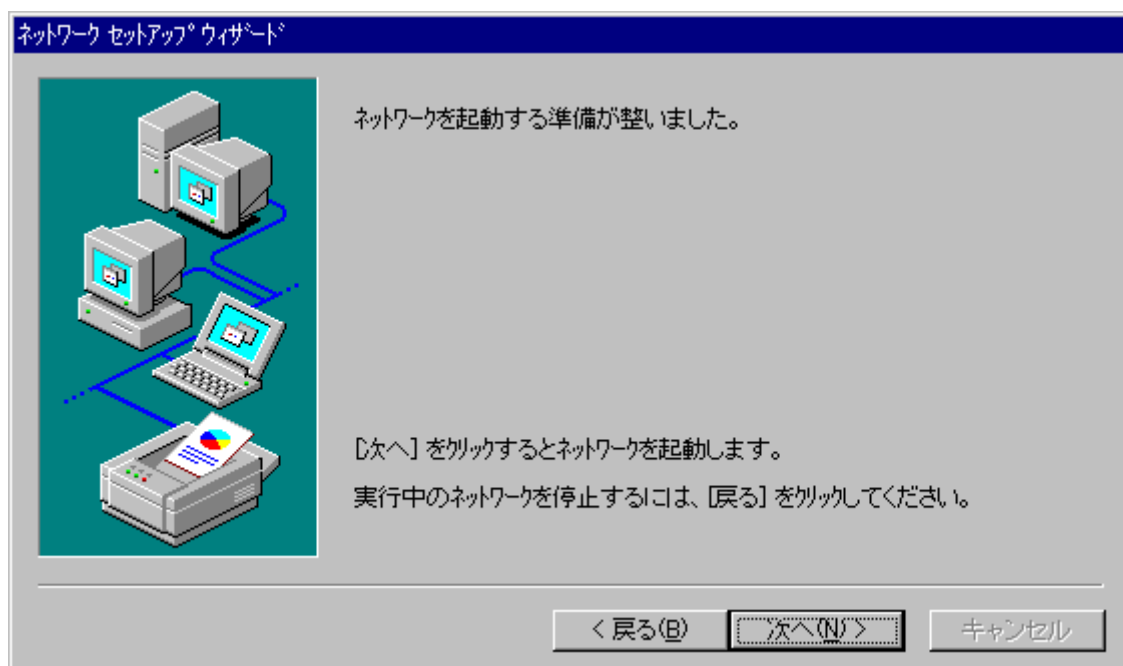 ネットワーク セットアップ ウィザード
ネットワークを起動する準備が整いました。
[次へ] をクリックするとネットワークを起動します。
実行中のネットワークを停止するには、[戻る] をクリックしてください。
< 戻る(B)
次へ(N) >
キャンセル